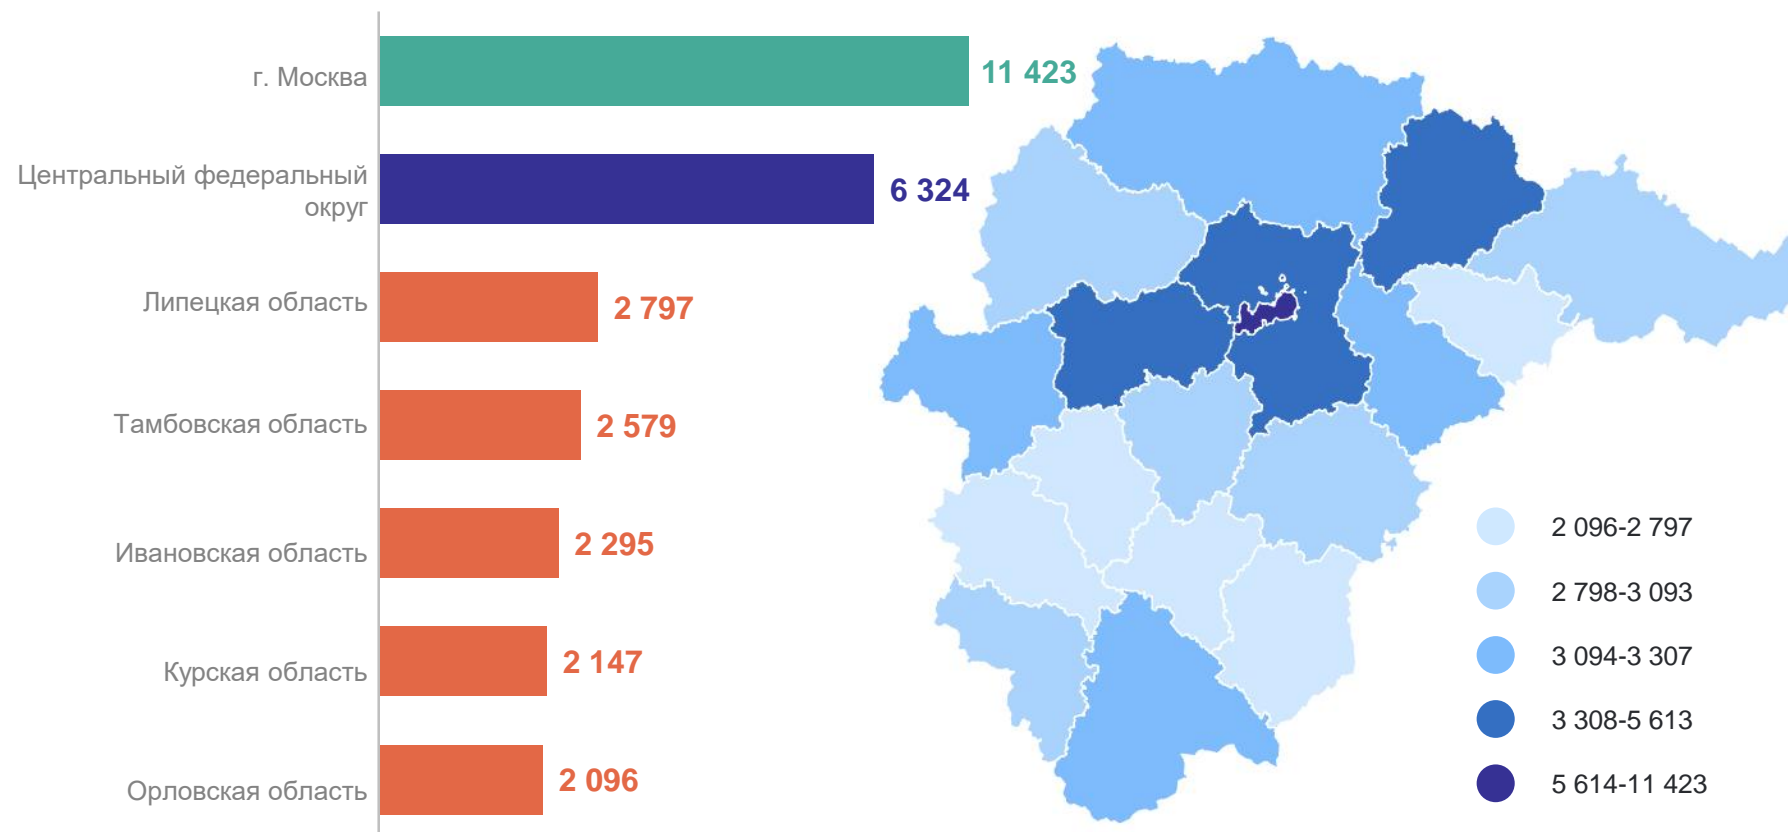 г. Москва
11 423
Центральный федеральный
округ
6 324
Липецкая область
2 797
Тамбовская область
2 579
Ивановская область
2 295
Курская область
2 147
Орловская область
2 096
2 096-2 797
2 798-3 093
3 094-3 307
3 308-5 613
5 614-11 423